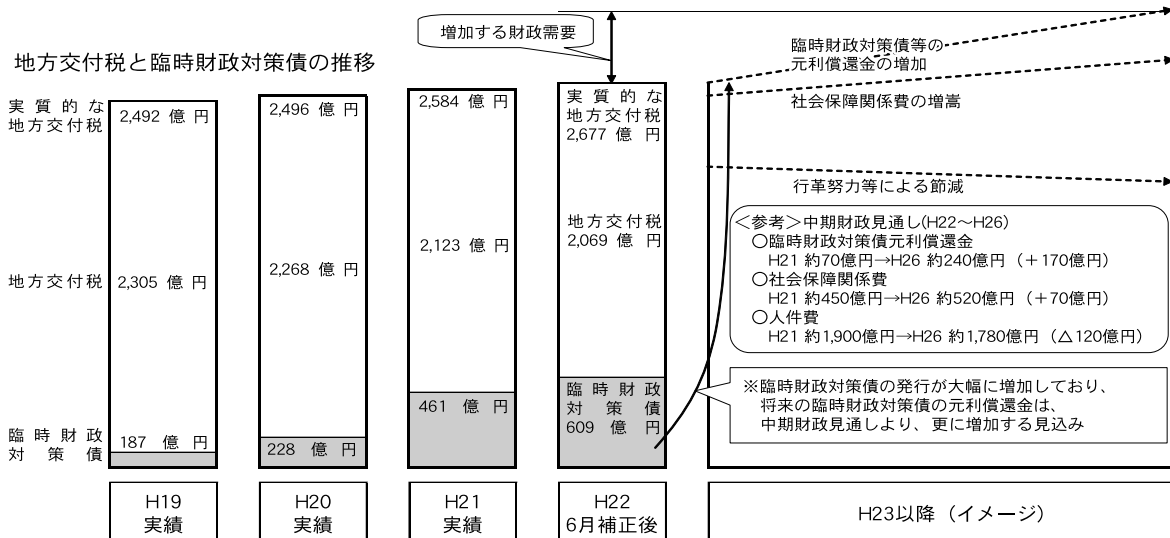 地方交付税と臨時財政対策債の推移
増加する財政需要
実質的な
地方交付税
地方交付税
臨時財政
対策債
2,492 億円
2,305 億円
187 億円
H19
実績
2,496 億円
2,268 億円
228 億円
H20
実績
2,584 億円
2,123 億円
461 億円
H21
実績
実質的な
地方交付税
2,677 億円
地方交付税
2,069 億円
臨時財政
対策債
609 億円
H22
6月補正後
臨時財政対策債等の
元利償還金の増加
社会保障関係費の増嵩
行革努力等による節減
<参考>中期財政見通し(H22~H26)
○臨時財政対策債元利償還金
H21 約70億円→H26 約240億円(+170億円)
○社会保障関係費
H21 約450億円→H26 約520億円(+70億円)
○人件費
H21 約1,900億円→H26 約1,780億円(△120億円)
※臨時財政対策債の発行が大幅に増加しており、
将来の臨時財政対策債の元利償還金は、
中期財政見通しより、更に増加する見込み
H23以降(イメージ)